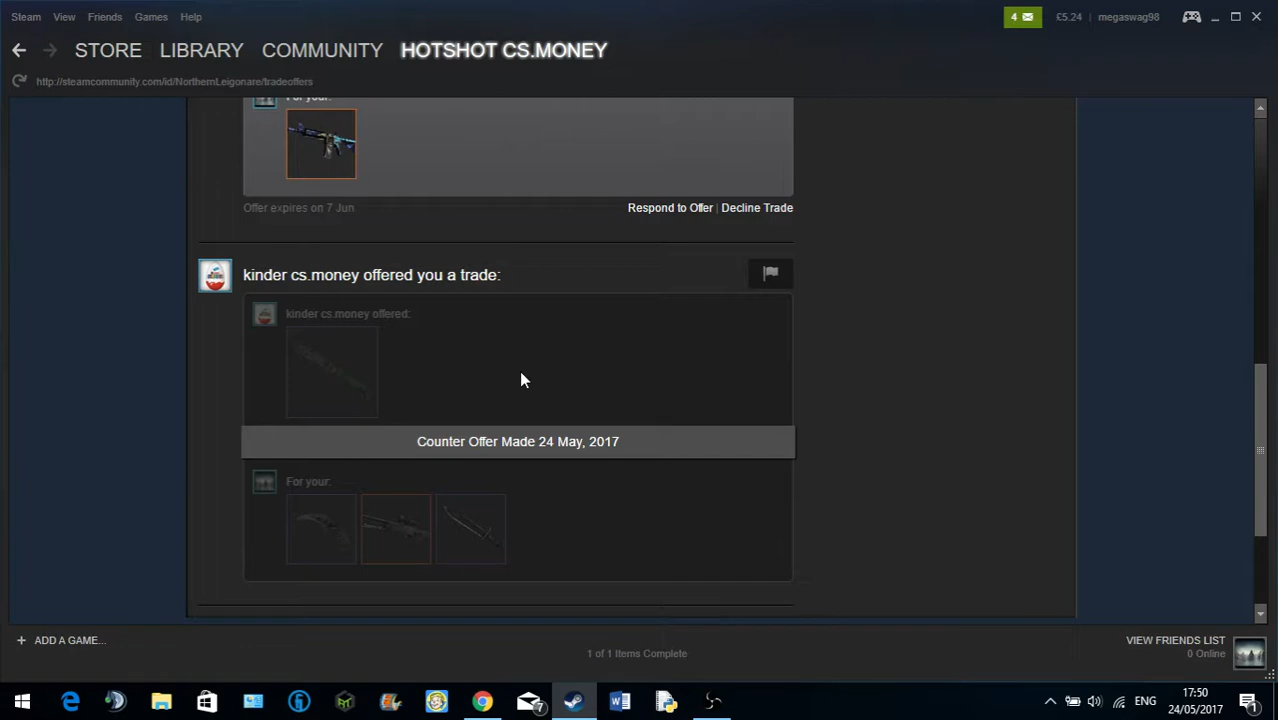 Steam View Friends Games Help
4 £5.24 megaswag98
STORE LIBRARY COMMUNITY HOTSHOT CS.MONEY
http://steamcommunity.com/id/NorthernLeigonare/tradeoffers
For your:
Offer expires on 7 Jun Respond to Offer | Decline Trade
kinder cs.money offered you a trade:
kinder cs.money offered:
Counter Offer Made 24 May, 2017
For your:
+ ADD A GAME...
1 of 1 Items Complete
VIEW FRIENDS LIST
0 Online
7
ENG
17:50
24/05/2017
1